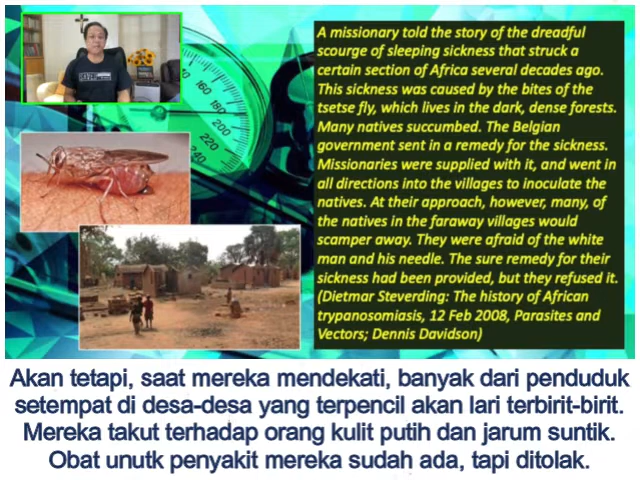 A missionary told the story of the dreadful
scourge of sleeping sickness that struck a
certain section of Africa several decades ago.
This sickness was caused by the bites of the
tsetse fly, which lives in the dark, dense forests.
Many natives succumbed. The Belgian
government sent in a remedy for the sickness.
Missionaries were supplied with it, and went in
all directions into the villages to inoculate the
natives. At their approach, however, many, of
the natives in the faraway villages would
scamper away. They were afraid of the white
man and his needle. The sure remedy for their
sickness had been provided, but they refused it.
(Dietmar Steverding: The history of African
trypanosomiasis, 12 Feb 2008, Parasites and
Vectors; Dennis Davidson)
160
180
200
220
240
Akan tetapi, saat mereka mendekati, banyak dari penduduk
setempat di desa-desa yang terpencil akan lari terbirit-birit.
Mereka takut terhadap orang kulit putih dan jarum suntik.
Obat unutk penyakit mereka sudah ada, tapi ditolak.